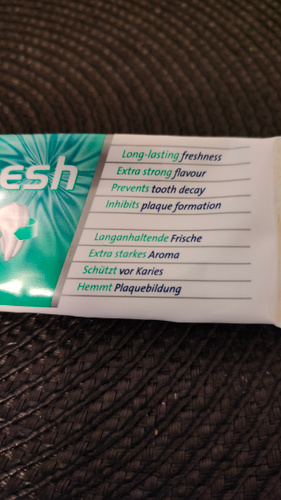 esh
Long-lasting freshness
Extra strong flavour
Prevents tooth decay
Inhibits plaque formation
Langanhaltende Frische
Extra starkes Aroma
Schützt vor Karies
Hemmt Plaquebildung